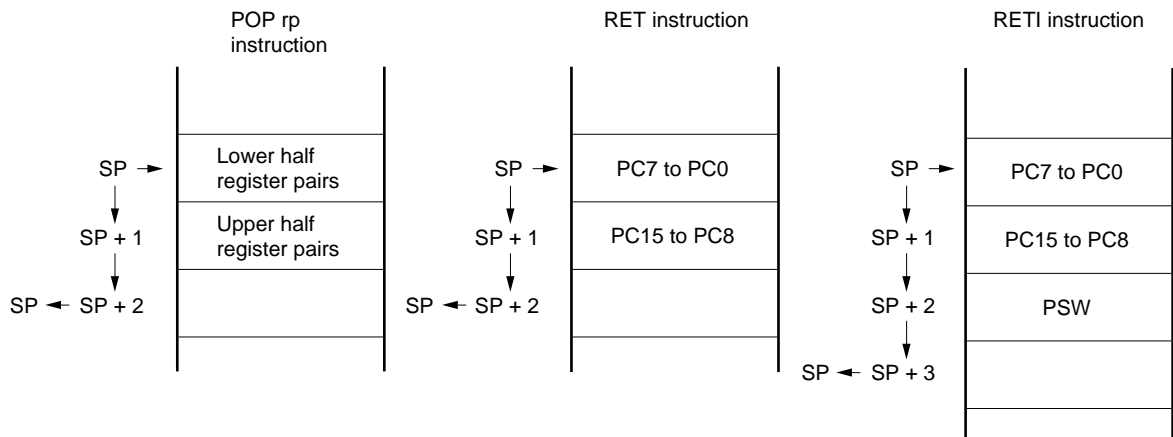 POP rp
instruction
SP
Lower half
register pairs
SP + 1
Upper half
register pairs
SP
SP + 2
RET instruction
SP
PC7 to PC0
SP + 1
PC15 to PC8
SP
SP + 2
RETI instruction
SP
PC7 to PC0
SP + 1
PC15 to PC8
SP + 2
PSW
SP
SP + 3